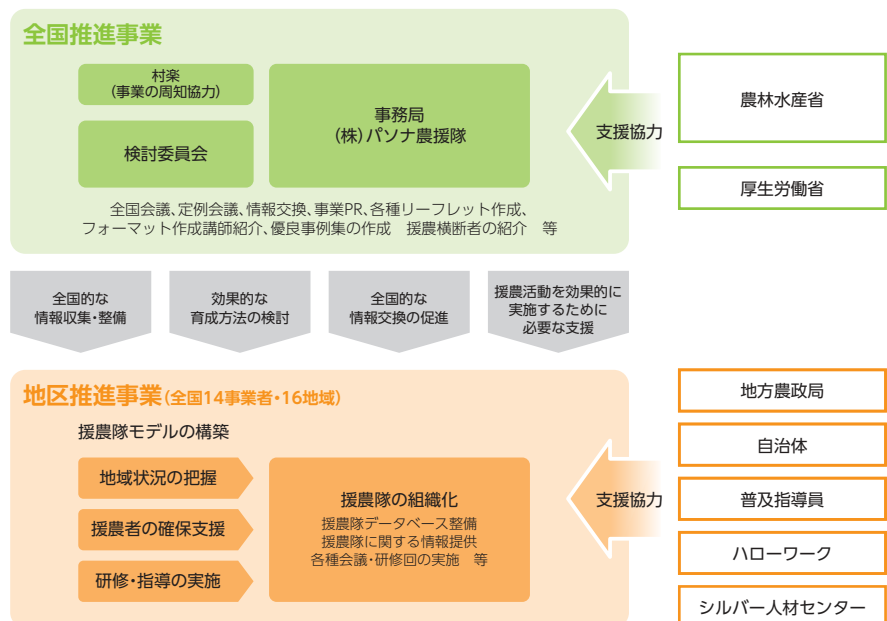 全国推進事業
村楽
(事業の周知協力)
検討委員会
事務局
(株)パソナ農援隊
全国会議、定例会議、情報交換、事業PR、各種リーフレット作成、
フォーマット作成講師紹介、優良事例集の作成　援農横断者の紹介　等
支援協力
農林水産省
厚生労働省
全国的な
情報収集・整備
効果的な
育成方法の検討
全国的な
情報交換の促進
援農活動を効果的に
実施するために
必要な支援
地区推進事業(全国14事業者・16地域)
援農隊モデルの構築
地域状況の把握
援農者の確保支援
研修・指導の実施
援農隊の組織化
援農隊データベース整備
援農隊に関する情報提供
各種会議・研修回の実施　等
支援協力
地方農政局
自治体
普及指導員
ハローワーク
シルバー人材センター